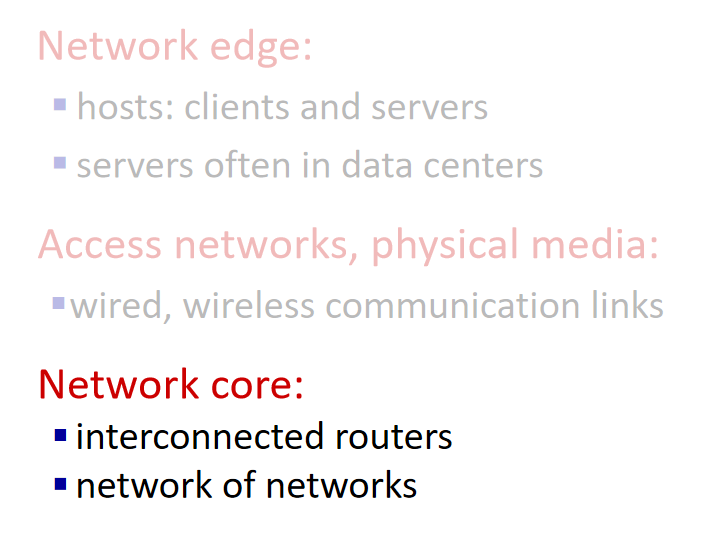 Network edge:
▪ hosts: clients and servers
▪ servers often in data centers
Access networks, physical media:
▪ wired, wireless communication links
Network core:
▪ interconnected routers
▪ network of networks